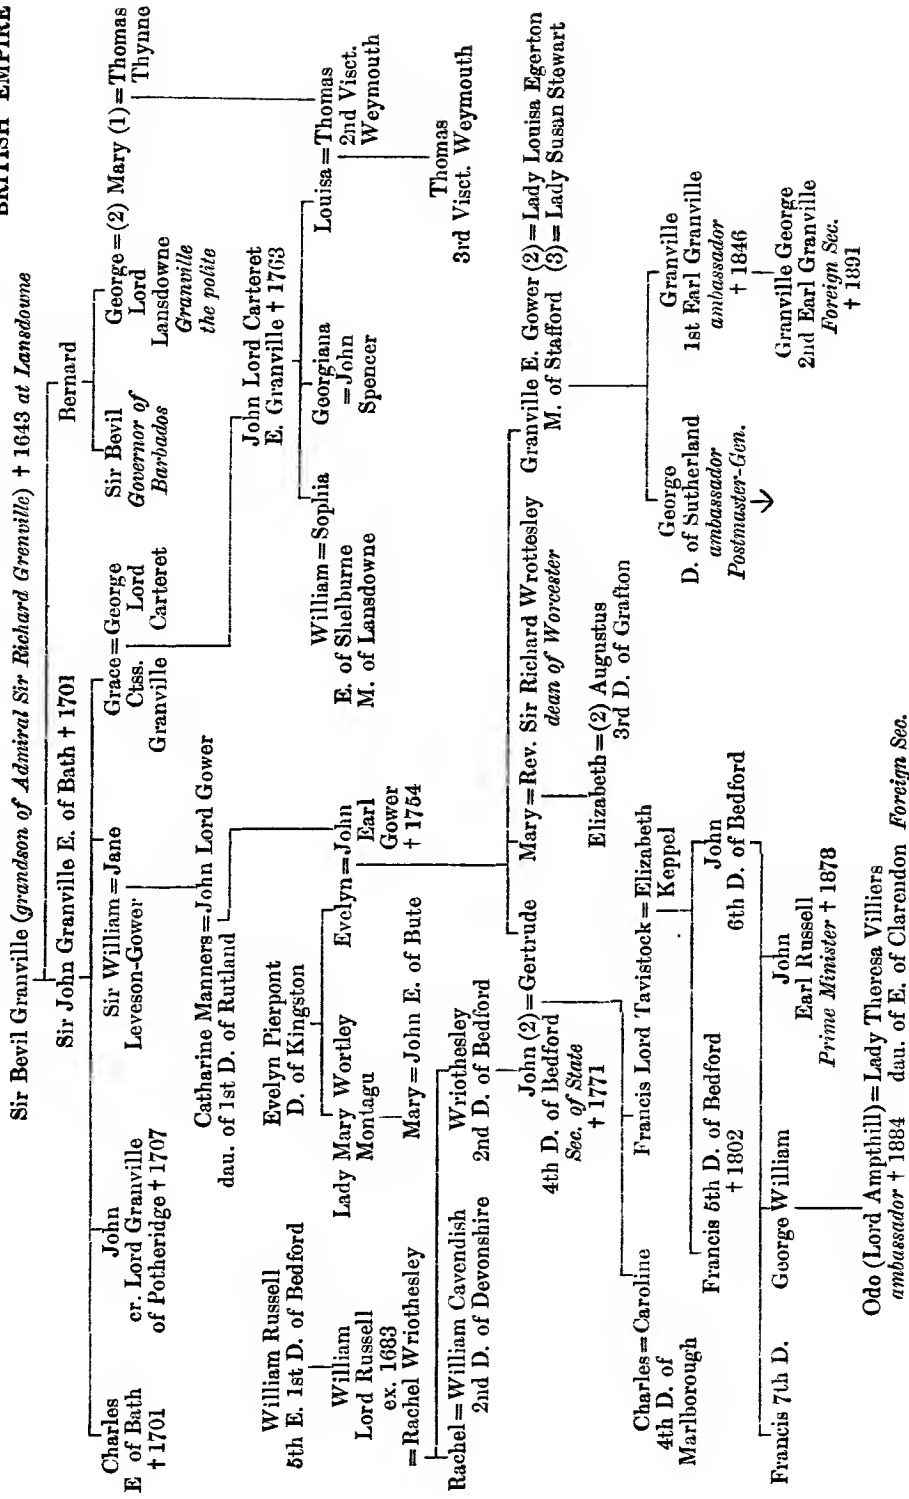 BRITISH EMPIRE
Sir Bevil Granville (grandson of Admiral Sir Richard Grenville) † 1643 at Lansdowne
Sir John Granville E. of Bath † 1701
Bernard
Charles
E of Bath
† 1701
John
cr. Lord Granville
of Potheridge † 1707
Sir William = Jane
Leveson-Gower
Grace = George
Ctss. Lord
Granville Carteret
Sir Bevil
Governor of
Barbados
George = (2) Mary (1) = Thomas
Lord Thynne
Lansdowne
Granville
the polite
Catharine Manners = John Lord Gower
dau. of 1st D. of Rutland
John Lord Carteret
E. Granville † 1763
William Russell
5th E. 1st D. of Bedford
Evelyn Pierpont
D. of Kingston
William = Sophia
E. of Shelburne
M. of Lansdowne
Georgiana
= John
Spencer
Louisa = Thomas
2nd Visct.
Weymouth
William
Lord Russell
ex. 1683
= Rachel Wriothesley
Lady Mary Wortley
Montagu
Evelyn = John
Earl
Gower
† 1754
Mary = John E. of Bute
Thomas
3rd Visct. Weymouth
Rachel = William Cavendish
2nd D. of Devonshire
Wriothesley
2nd D. of Bedford
John (2) = Gertrude
4th D. of Bedford
Sec. of State
† 1771
Mary = Rev. Sir Richard Wrottesley
dean of Worcester
Granville E. Gower (2) = Lady Louisa Egerton
M. of Stafford (3) = Lady Susan Stewart
Elizabeth = (2) Augustus
3rd D. of Grafton
Charles = Caroline
4th D. of
Marlborough
Francis Lord Tavistock = Elizabeth
Keppel
George
D. of Sutherland
ambassador
Postmaster-Gen.
Granville
1st Earl Granville
ambassador
† 1846
Francis 5th D. of Bedford
† 1802
John
6th D. of Bedford
Granville George
2nd Earl Granville
Foreign Sec.
† 1891
Francis 7th D.
George William
John
Earl Russell
Prime Minister † 1878
Odo (Lord Ampthill) = Lady Theresa Villiers
ambassador † 1884 dau. of E. of Clarendon Foreign Sec.